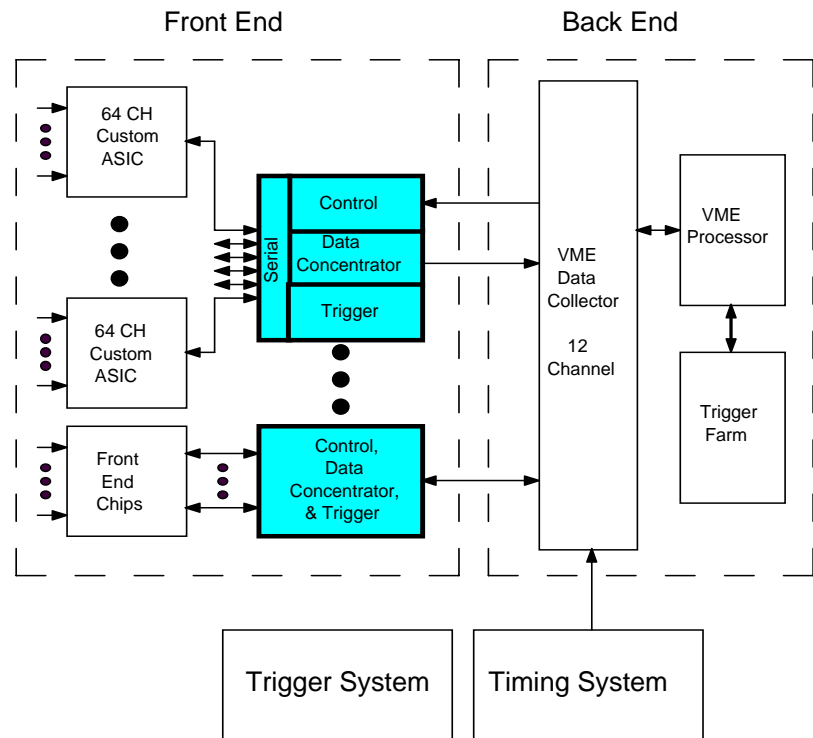 Front End
Back End
64 CH
Custom
ASIC
Serial
Control
Data
Concentrator
Trigger
64 CH
Custom
ASIC
Front
End
Chips
Control,
Data
Concentrator,
& Trigger
VME
Data
Collector
12
Channel
VME
Processor
Trigger
Farm
Trigger System
Timing System